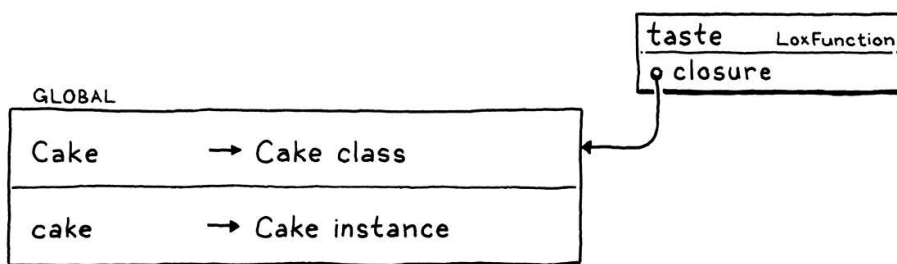 taste LoxFunction
closure
GLOBAL
Cake → Cake class
cake → Cake instance